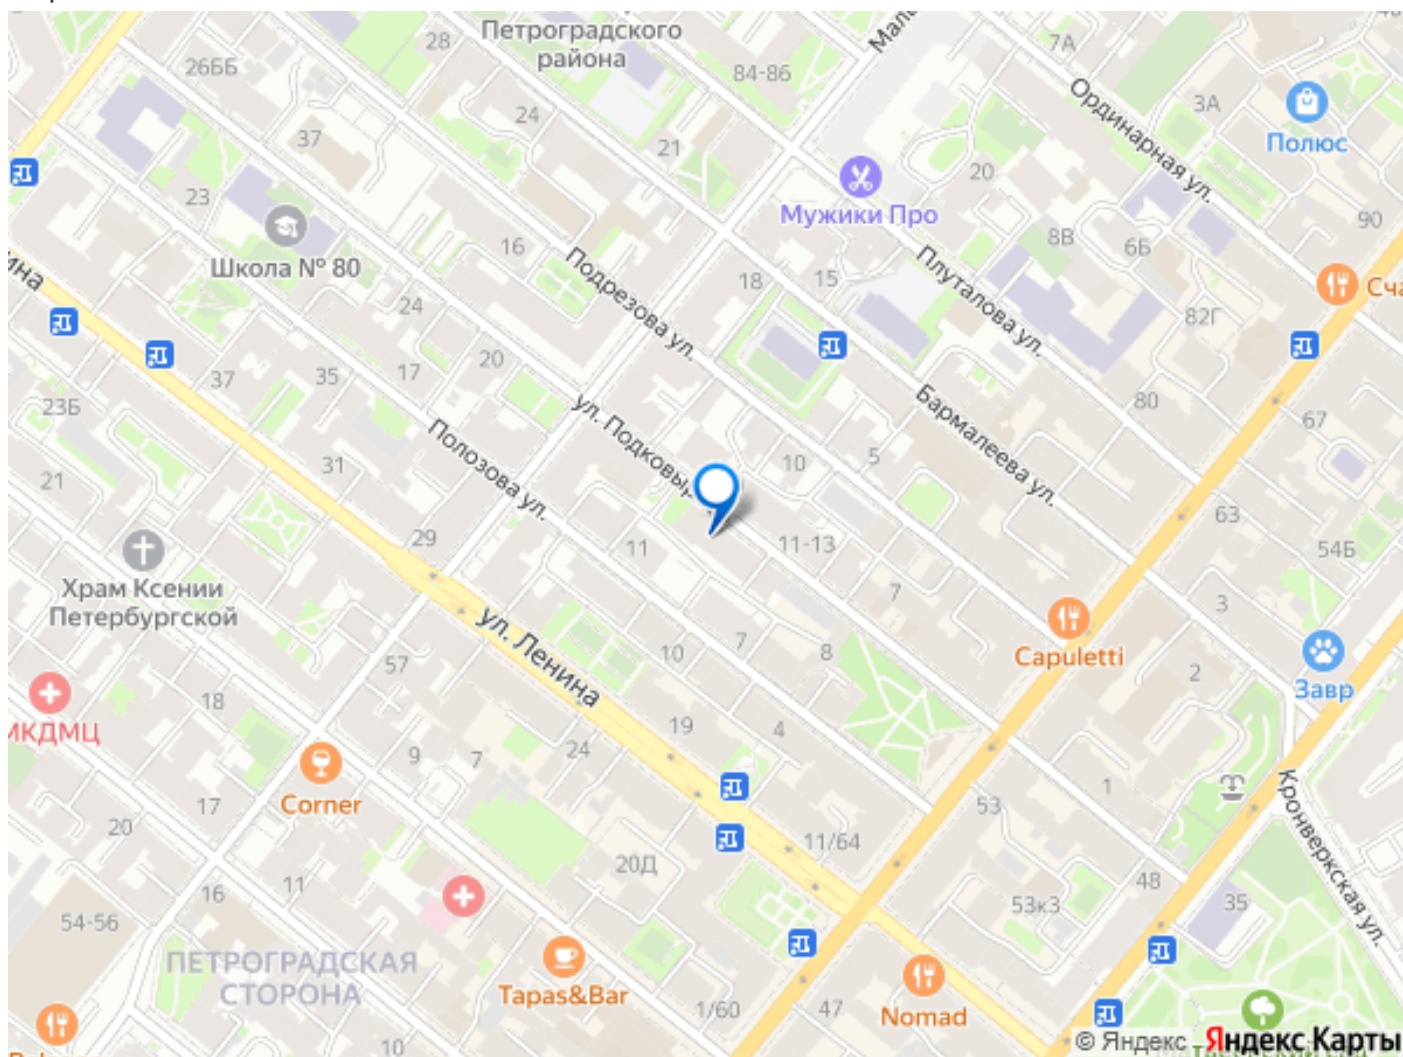 Петроградского
района
28
26ББ
84-86
7А
Ординарная ул.
3А
Полюс
24
37
21
20
23
Мужики Про
90
Школа № 80
16
Подрезова ул.
18
15
Плуталова ул.
8В
6Б
24
82Г
37
35
17
20
ул. Подковыр
23Б
Бармалеева ул.
80
67
Полозова ул.
31
10
5
21
63
29
11
11-13
54Б
Храм Ксении
Петербургской
7
3
ул. Ленина
10
7
8
Capuletti
57
2
Завр
МКДМЦ
18
19
4
9
7
24
Corner
1
53
17
20
11/64
Кронверкская ул.
20Д
11
16
48
53к3
35
54-56
ПЕТРОГРАДСКАЯ
СТОРОНА
Tapas&Bar
1/60
47
Nomad
10
© Яндекс Яндекс Карты